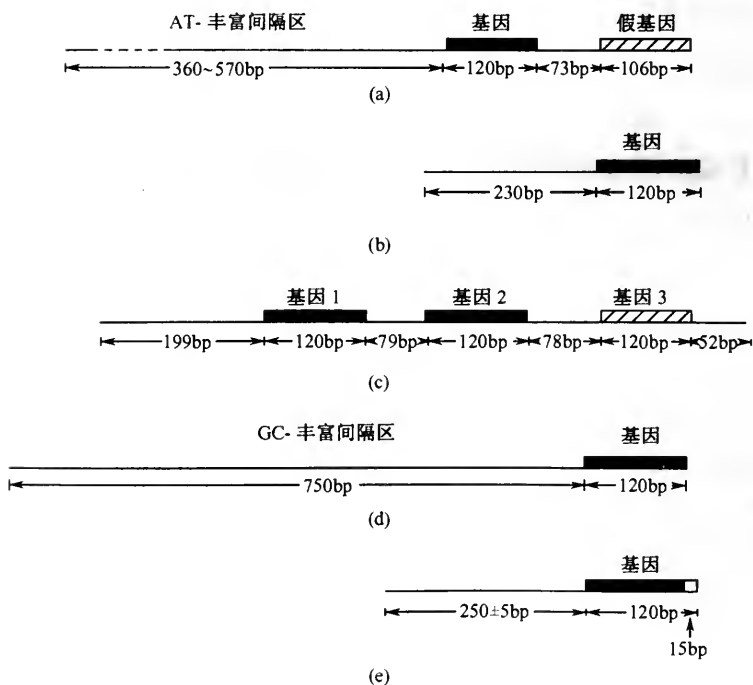 AT-丰富间隔区 基因 假基因
360~570bp 120bp 73bp 106bp
(a)
基因
230bp 120bp
(b)
基因 1 基因 2 基因 3
199bp 120bp 79bp 120bp 78bp 120bp 52bp
(c)
GC-丰富间隔区 基因
750bp 120bp
(d)
基因
250±5bp 120bp
15bp
(e)